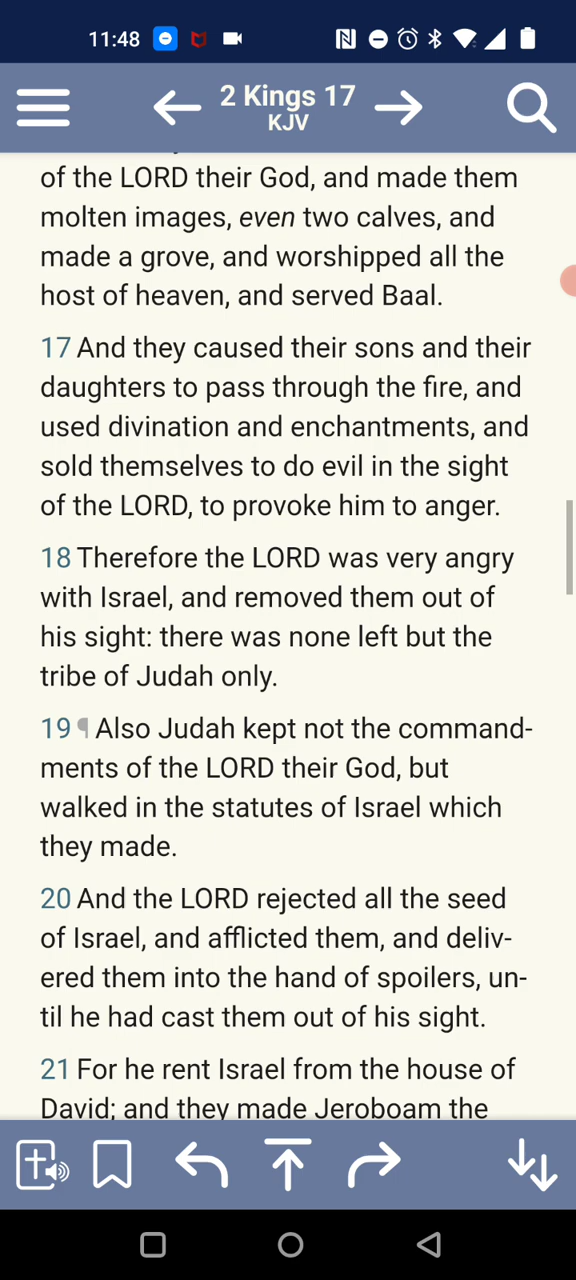 11:48
2 Kings 17
KJV
of the LORD their God, and made them
molten images, even two calves, and
made a grove, and worshipped all the
host of heaven, and served Baal.
17 And they caused their sons and their
daughters to pass through the fire, and
used divination and enchantments, and
sold themselves to do evil in the sight
of the LORD, to provoke him to anger.
18 Therefore the LORD was very angry
with Israel, and removed them out of
his sight: there was none left but the
tribe of Judah only.
19 ¶ Also Judah kept not the command-
ments of the LORD their God, but
walked in the statutes of Israel which
they made.
20 And the LORD rejected all the seed
of Israel, and afflicted them, and deliv-
ered them into the hand of spoilers, un-
til he had cast them out of his sight.
21 For he rent Israel from the house of
David; and they made Jeroboam the